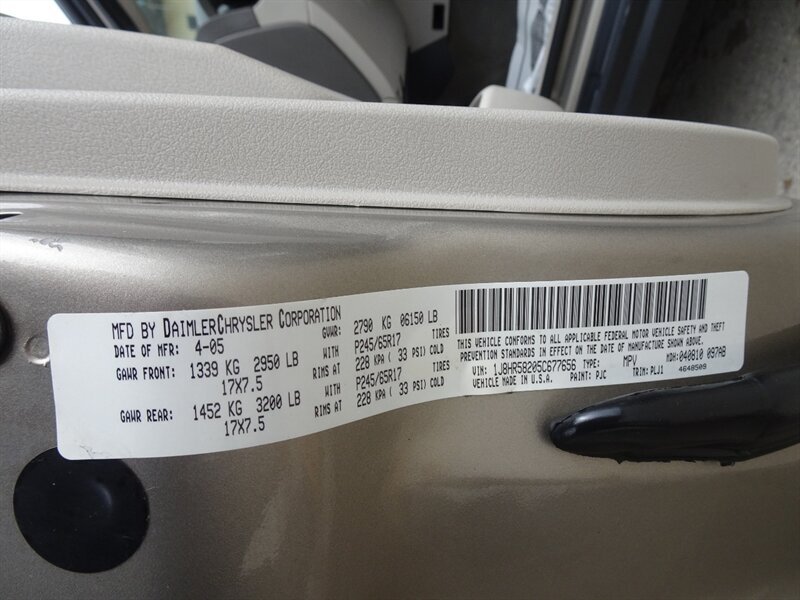 MFD BY DAIMLERCHRYSLER CORPORATION
DATE OF MFR: 4-05 GVWR: 2790 KG 06150 LB
GAWR FRONT: 1339 KG 2950 LB WITH P245/65R17 TIRES
17X7.5 RIMS AT 228 KPA ( 33 PSI) COLD
GAWR REAR: 1452 KG 3200 LB WITH P245/65R17 TIRES
17X7.5 RIMS AT 228 KPA ( 33 PSI) COLD
THIS VEHICLE CONFORMS TO ALL APPLICABLE FEDERAL MOTOR VEHICLE SAFETY AND THEFT
PREVENTION STANDARDS IN EFFECT ON THE DATE OF MANUFACTURE SHOWN ABOVE.
VIN: 1J8HR58205C677656 TYPE: MPV MDH: 040810 087AB
MADE IN U.S.A. PAINT: PJC TRIM: PLJ1 4648509